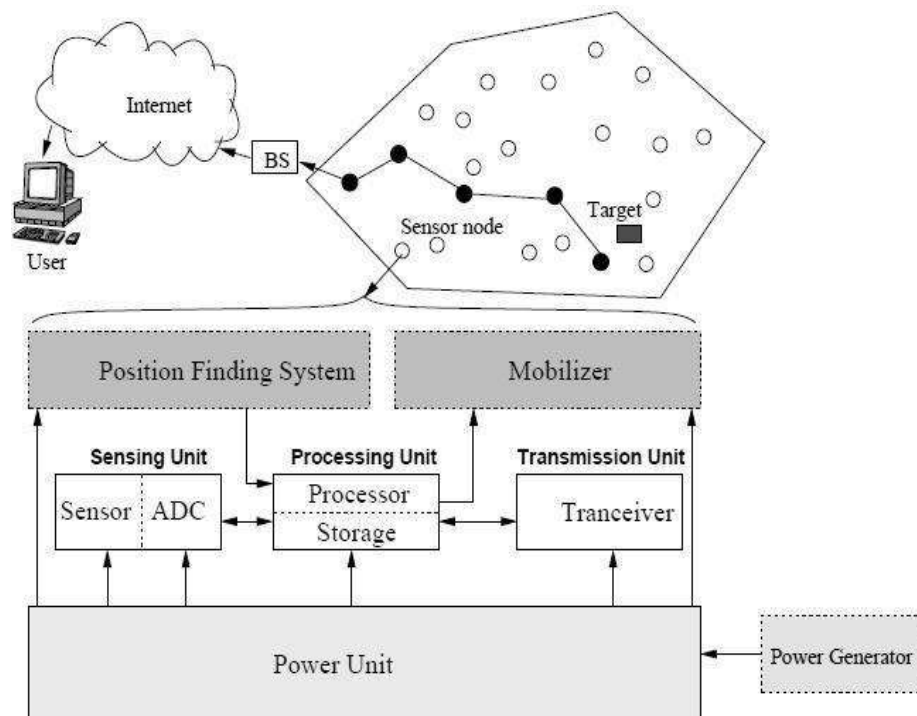 Internet
BS
Target
Sensor node
User
Position Finding System
Mobilizer
Sensing Unit
Processing Unit
Transmission Unit
Sensor
ADC
Processor
Storage
Tranceiver
Power Unit
Power Generator